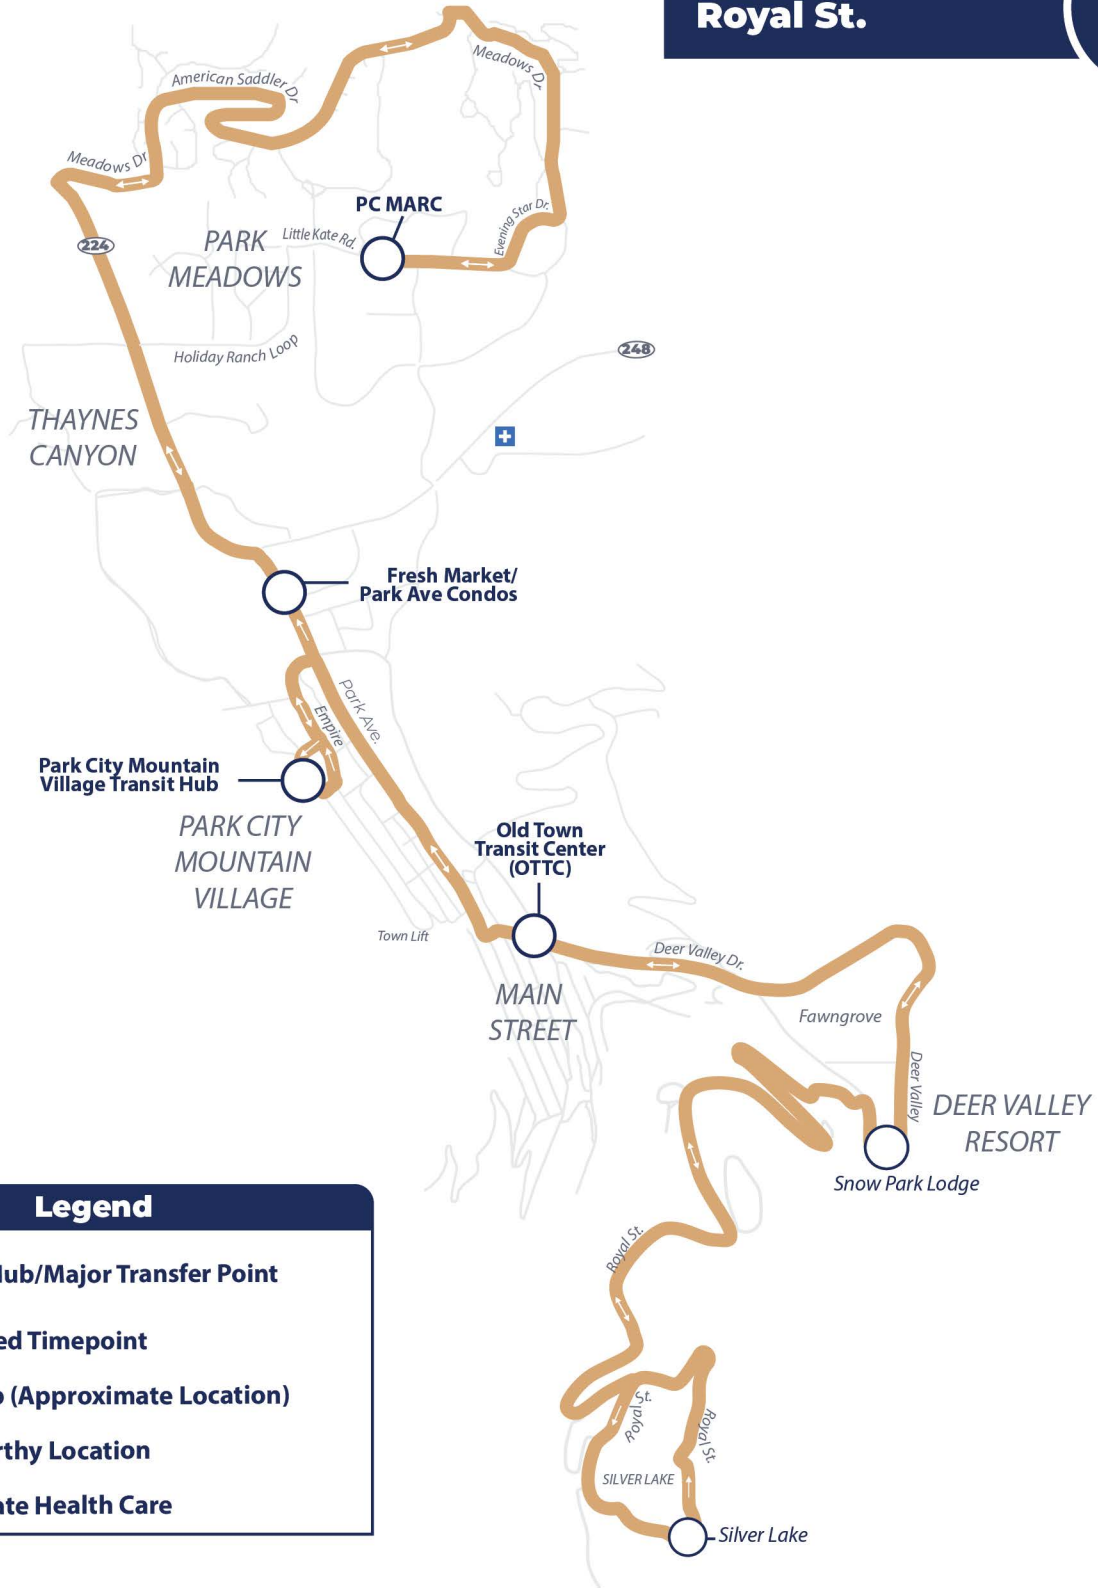 Royal St.
Meadows Dr.
American Saddler Dr
Meadows Dr
PC MARC
Evening Star Dr.
Little Kate Rd.
224
PARK
MEADOWS
248
Holiday Ranch Loop
THAYNES
CANYON
Fresh Market/
Park Ave Condos
Park Ave.
Empire
Park City Mountain
Village Transit Hub
PARK CITY
MOUNTAIN
VILLAGE
Old Town
Transit Center
(OTTC)
Town Lift
Deer Valley Dr.
MAIN
STREET
Fawngrove
Deer Valley
DEER VALLEY
RESORT
Snow Park Lodge
Legend
Hub/Major Transfer Point
ed Timepoint
(Approximate Location)
rthy Location
ate Health Care
Royal St.
Royal St.
Royal St.
SILVER LAKE
Silver Lake